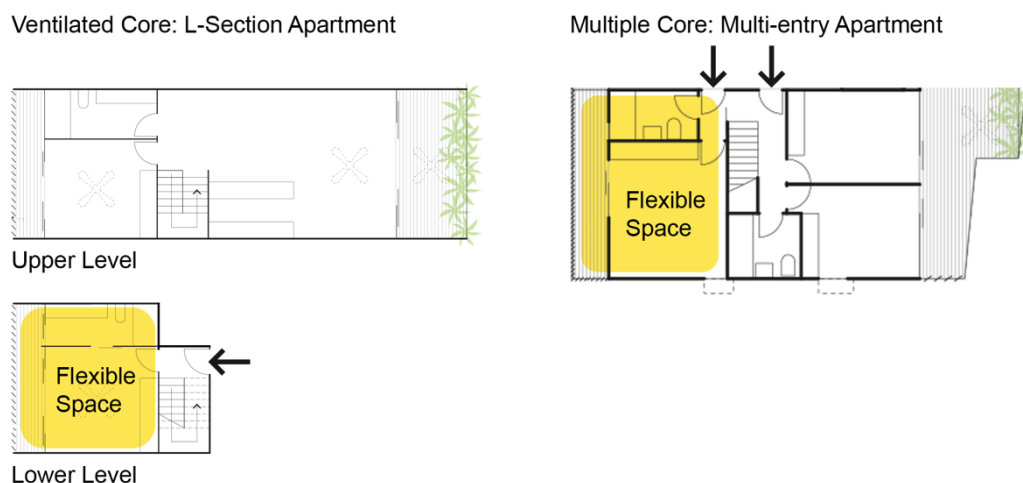 Ventilated Core: L-Section Apartment
Upper Level
Flexible
Space
Lower Level
Multiple Core: Multi-entry Apartment
Flexible
Space